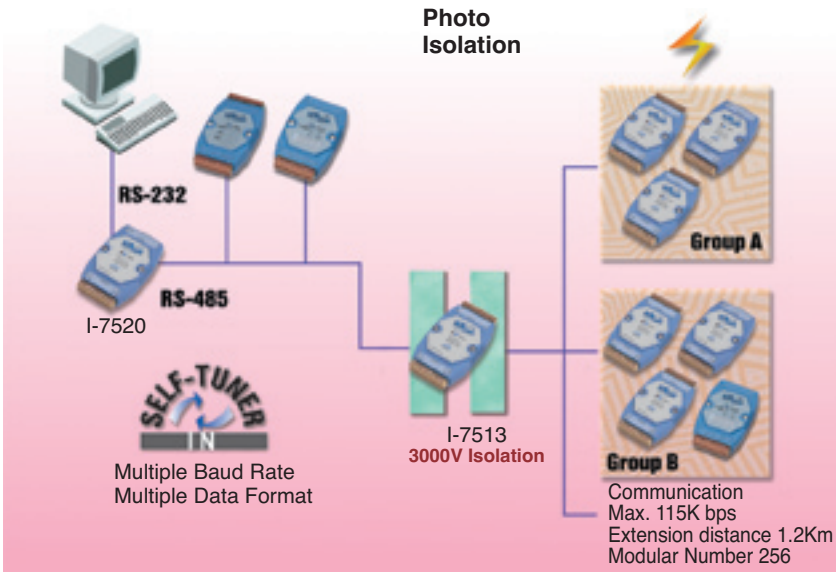 Photo
Isolation
RS-232
RS-485
I-7520
Group A
SELF-TUNER
IN
Multiple Baud Rate
Multiple Data Format
I-7513
3000V Isolation
Group B
Communication
Max. 115K bps
Extension distance 1.2Km
Modular Number 256